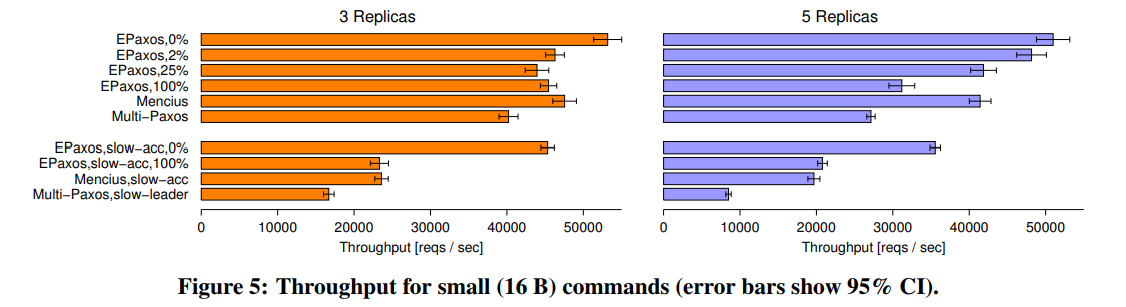 3 Replicas
5 Replicas
EPaxos,0%
EPaxos,2%
EPaxos,25%
EPaxos,100%
Mencius
Multi−Paxos
EPaxos,slow−acc,0%
EPaxos,slow−acc,100%
Mencius,slow−acc
Multi−Paxos,slow−leader
0 10000 20000 30000 40000 50000
0 10000 20000 30000 40000 50000
Throughput [reqs / sec]
Throughput [reqs / sec]
Figure 5: Throughput for small (16 B) commands (error bars show 95% CI).